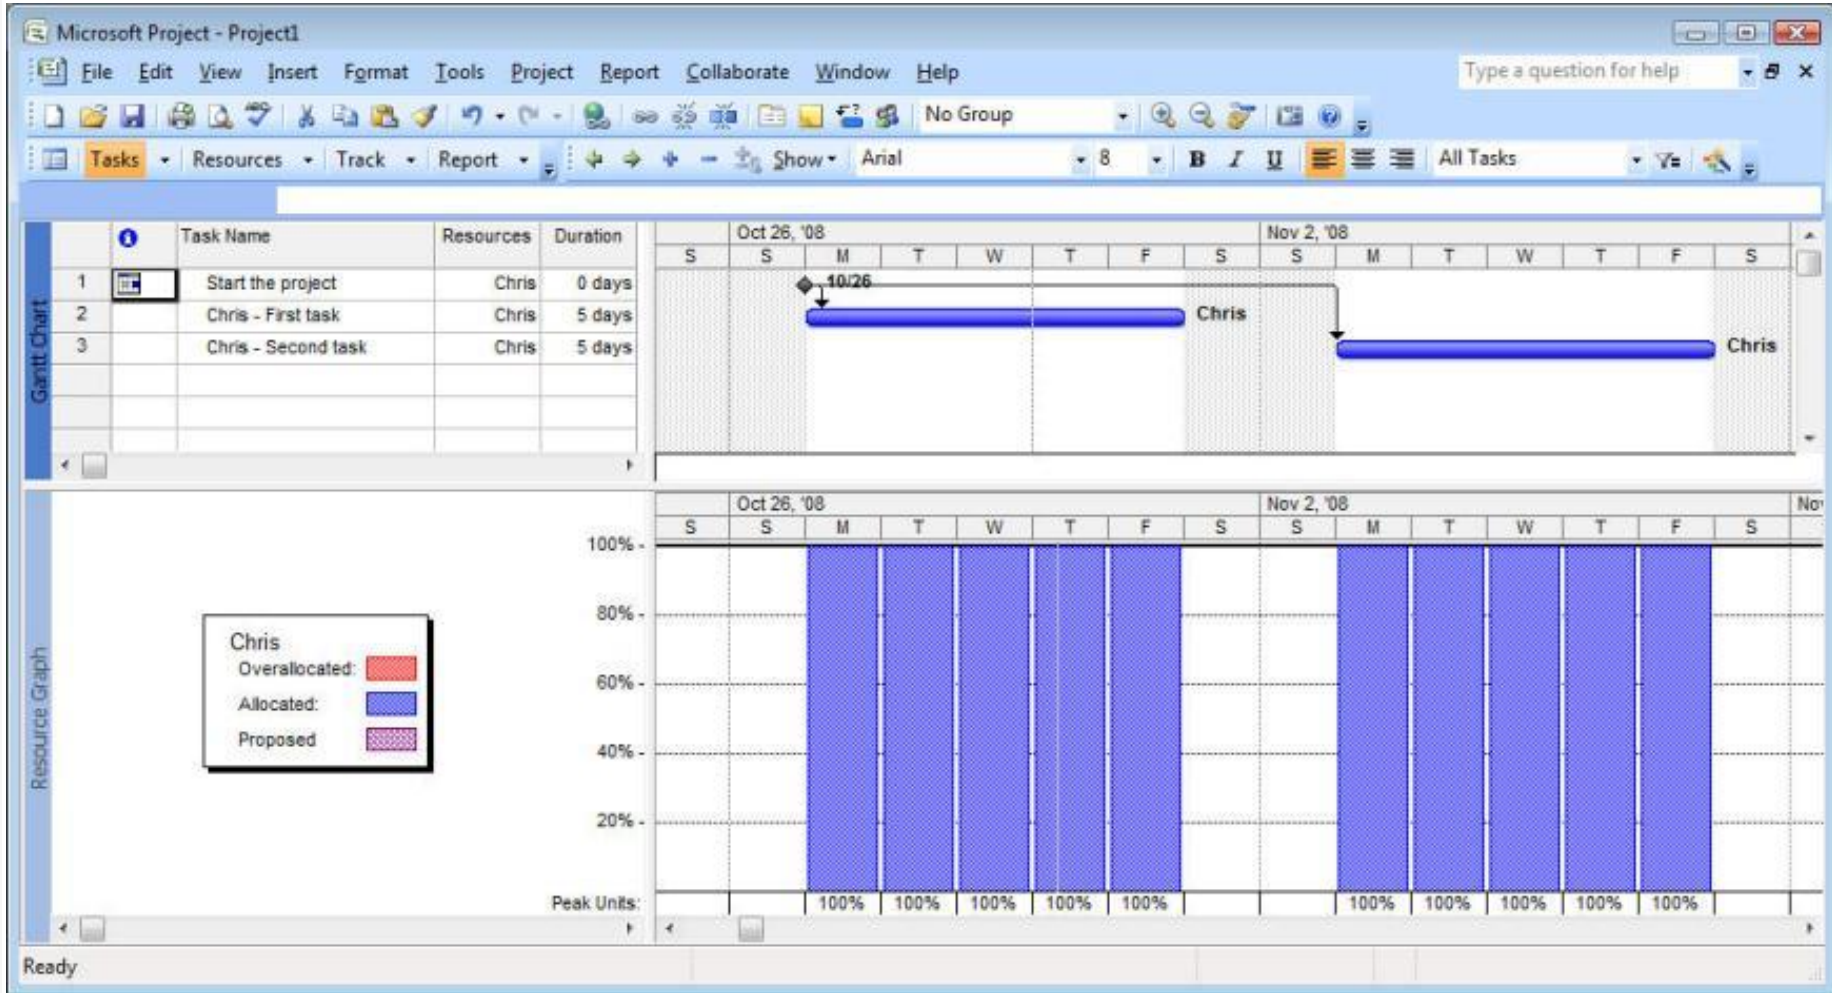 Microsoft Project - Project1
File Edit View Insert Format Tools Project Report Collaborate Window Help Type a question for help
No Group
Tasks Resources Track Report Show Arial 8 B I U All Tasks
Gantt Chart
Task Name Resources Duration
Oct 26, '08 Nov 2, '08
S S M T W T F S S M T W T F S
1 Start the project Chris 0 days 10/26
2 Chris - First task Chris 5 days Chris
3 Chris - Second task Chris 5 days Chris
Resource Graph
Oct 26, '08 Nov 2, '08
S S M T W T F S S M T W T F S
100%
80%
Chris
Overallocated:
60%
Allocated:
Proposed
40%
20%
Peak Units: 100% 100% 100% 100% 100% 100% 100% 100% 100% 100%
Ready